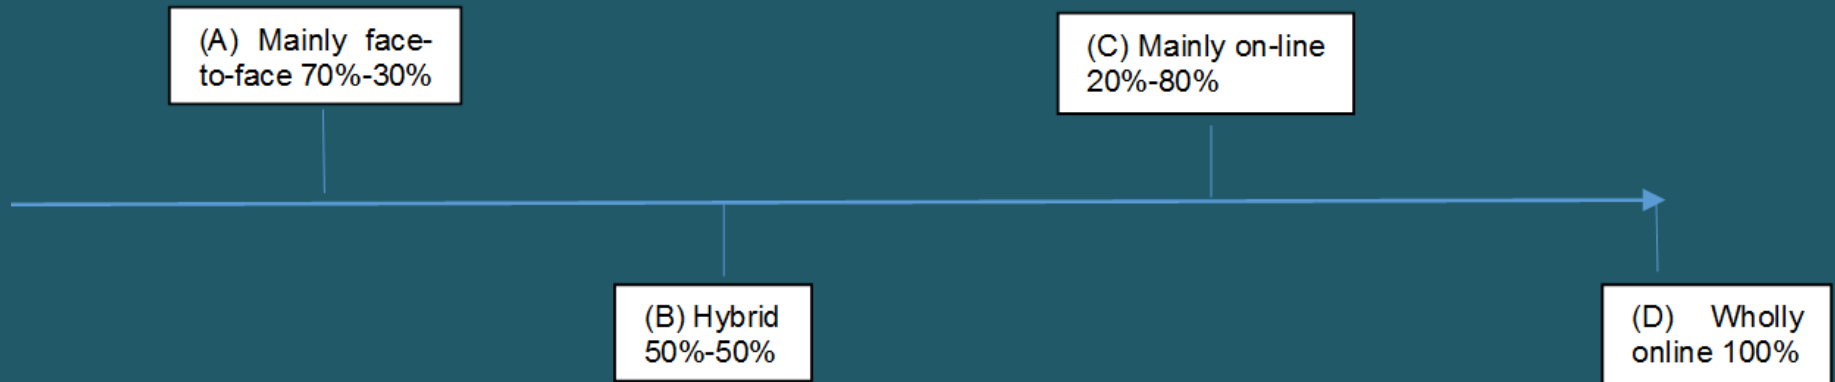 (A) Mainly face-
to-face 70%-30%
(B) Hybrid
50%-50%
(C) Mainly on-line
20%-80%
(D) Wholly
online 100%